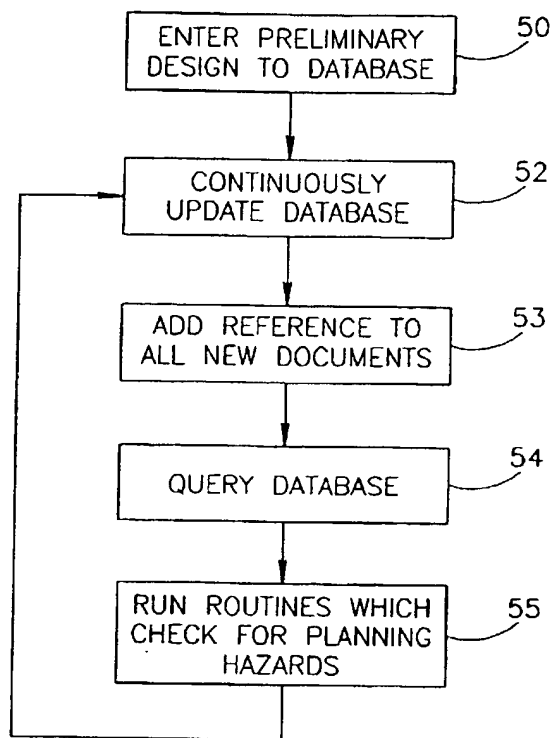 ENTER PRELIMINARY
DESIGN TO DATABASE
50
CONTINUOUSLY
UPDATE DATABASE
52
ADD REFERENCE TO
ALL NEW DOCUMENTS
53
QUERY DATABASE
54
RUN ROUTINES WHICH
CHECK FOR PLANNING
HAZARDS
55